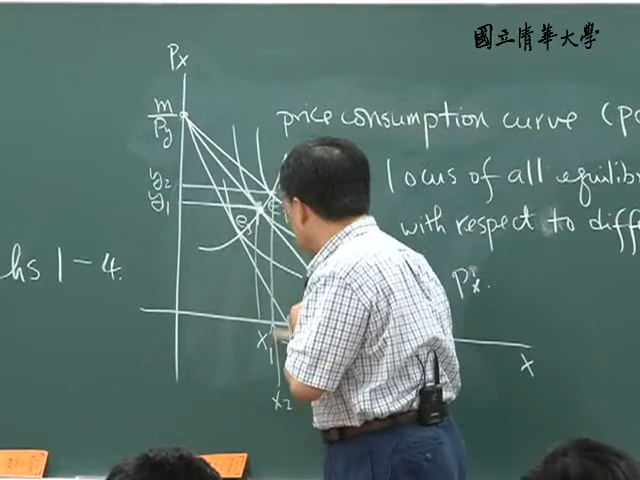 國立清華大學
Px
m
Py
price consumption curve (pc
locus of all equilib
with respect to diff
Px.
y2
y1
hs 1-4.
e
x1
x2
x